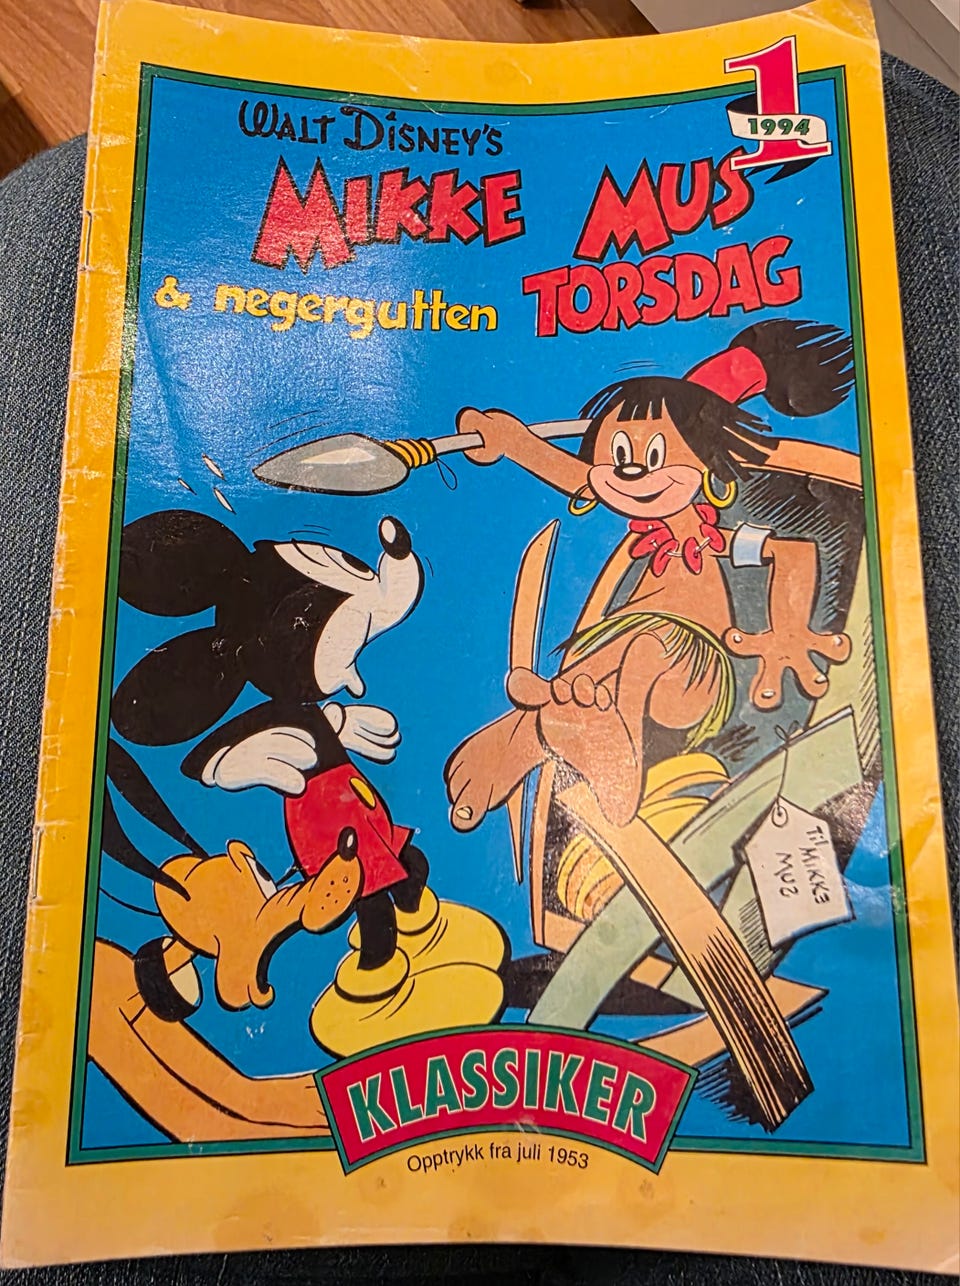 1
1994
WALT DISNEY'S
MIKKE MUS
& negergutten TORSDAG
Til MIKKE
MUS
KLASSIKER
Opptrykk fra juli 1953